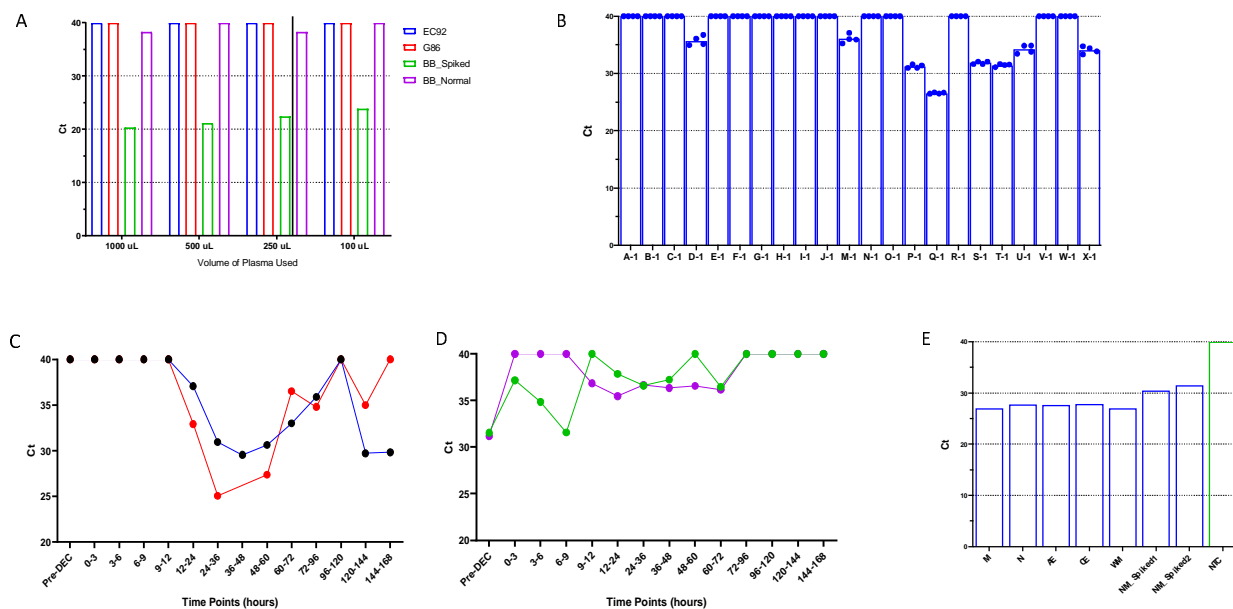 A
40
30
20
10
0
Ct
1000 uL 500 uL 250 uL 100 uL
Volume of Plasma Used
EC92
G86
BB_Spiked
BB_Normal
B
40
30
20
10
0
Ct
A-1 B-1 C-1 D-1 E-1 F-1 G-1 H-1 I-1 J-1 M-1 N-1 O-1 P-1 Q-1 R-1 S-1 T-1 U-1 V-1 W-1 X-1
C
40
35
30
25
20
Ct
Pre-DEC 0-3 3-6 6-9 9-12 12-24 24-36 36-48 48-60 60-72 72-96 96-120 120-144 144-168
Time Points (hours)
D
40
35
30
25
20
Ct
Pre-DEC 0-3 3-6 6-9 9-12 12-24 24-36 36-48 48-60 60-72 72-96 96-120 120-144 144-168
Time Points (hours)
E
40
30
20
10
0
Ct
M N Æ Œ WM NM_Spiked1 NM_Spiked2 NTC